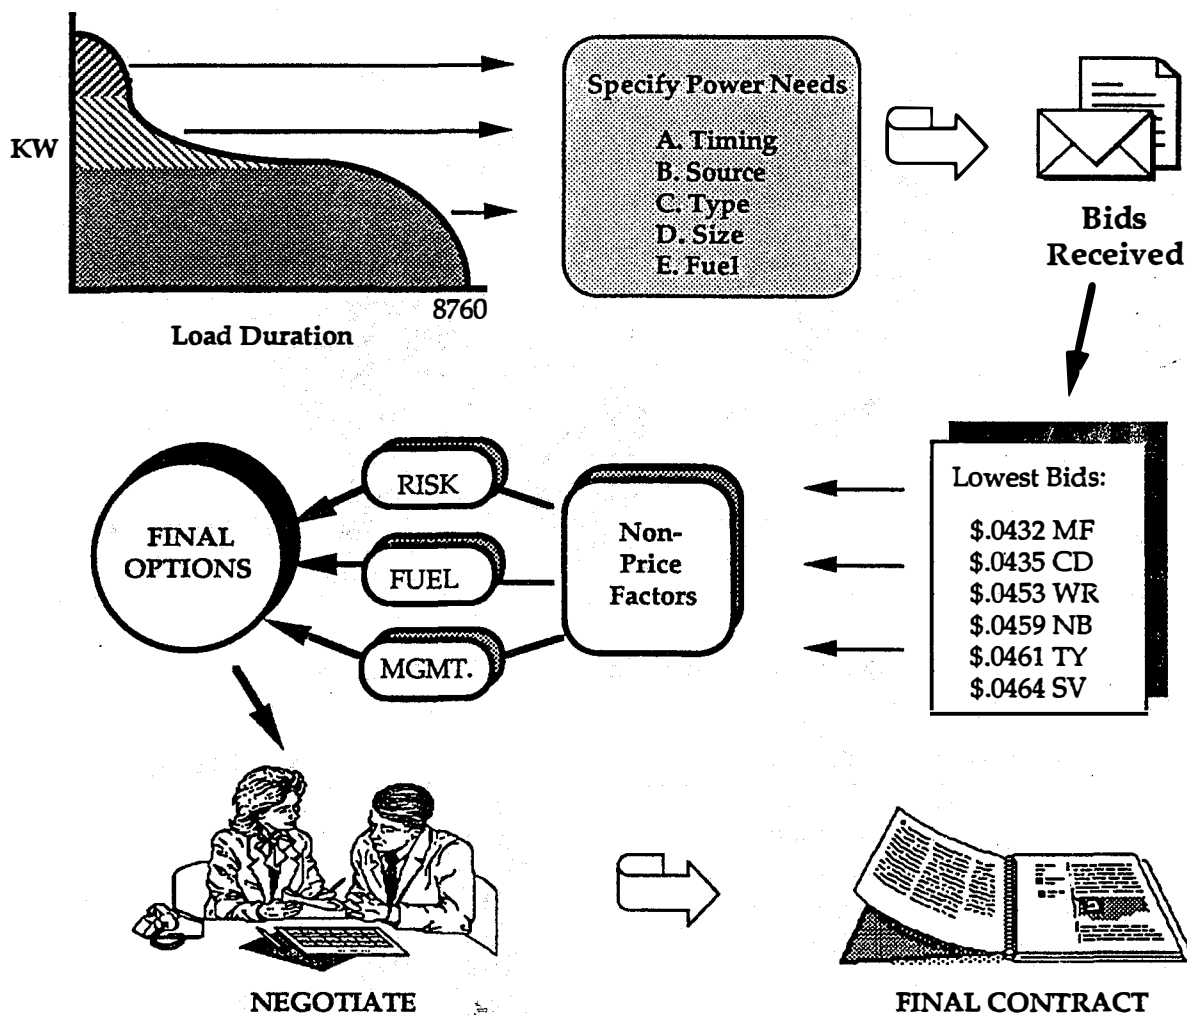 KW
8760
Load Duration
Specify Power Needs
A. Timing
B. Source
C. Type
D. Size
E. Fuel
Bids
Received
Lowest Bids:
$.0432 MF
$.0435 CD
$.0453 WR
$.0459 NB
$.0461 TY
$.0464 SV
Non-
Price
Factors
RISK
FUEL
MGMT.
FINAL
OPTIONS
NEGOTIATE
FINAL CONTRACT